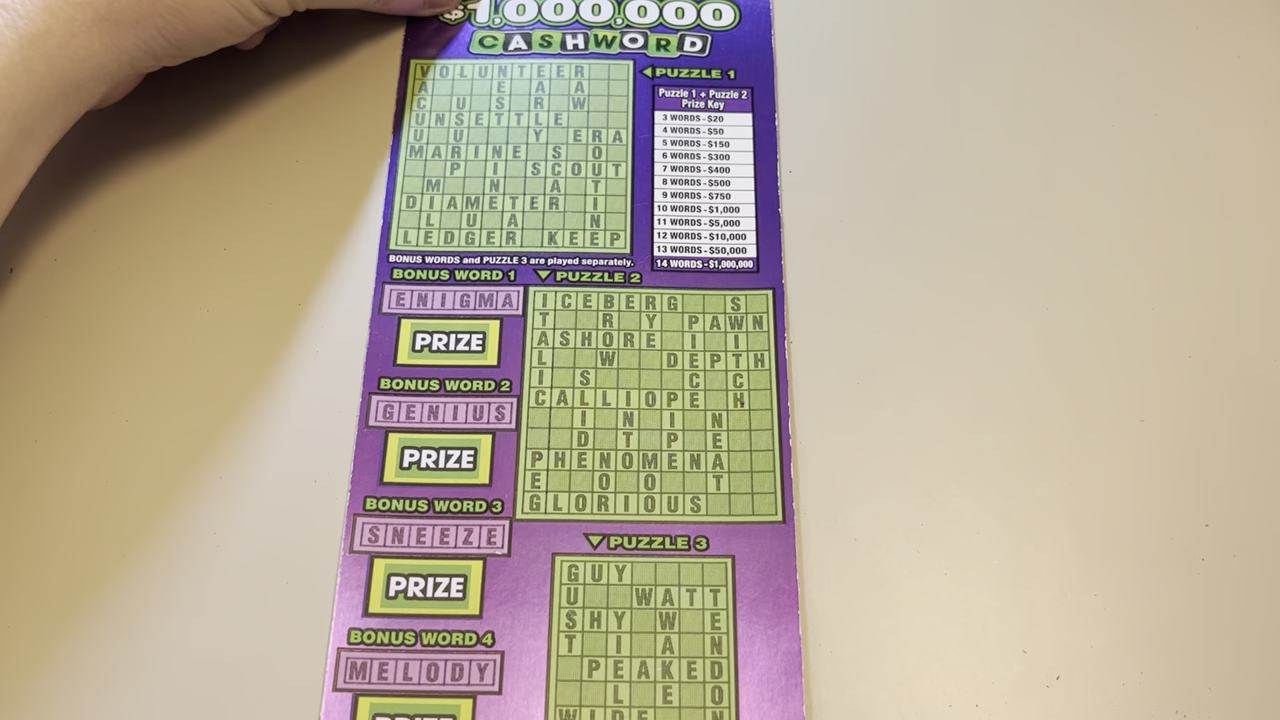 $1,000,000
CASHWORD
PUZZLE 1
Puzzle 1 + Puzzle 2
Prize Key
3 WORDS - $20
4 WORDS - $50
5 WORDS - $150
6 WORDS - $300
7 WORDS - $400
8 WORDS - $500
9 WORDS - $750
10 WORDS - $1,000
11 WORDS - $5,000
12 WORDS - $10,000
13 WORDS - $50,000
14 WORDS - $1,000,000
VOLUNTEER
A E A A
C U S R W
UNSETTLE
U U Y ERA
MARINE S O
P I SCOUT
M N A T
DIAMETER I
L U A N
LEDGER KEEP
BONUS WORDS and PUZZLE 3 are played separately.
BONUS WORD 1
ENIGMA
PRIZE
BONUS WORD 2
GENIUS
PRIZE
BONUS WORD 3
SNEEZE
PRIZE
BONUS WORD 4
MELODY
PRIZE
PUZZLE 2
ICEBERG S
T R Y PAWN
ASHORE I I
L W DEPTH
I S C C
CALLIOPE H
I N I N
D T P E
PHENOMENA
E O O T
GLORIOUS
PUZZLE 3
GUY
U WATT
SHY W E
T I A N
PEAKED
L E O
WIDE N